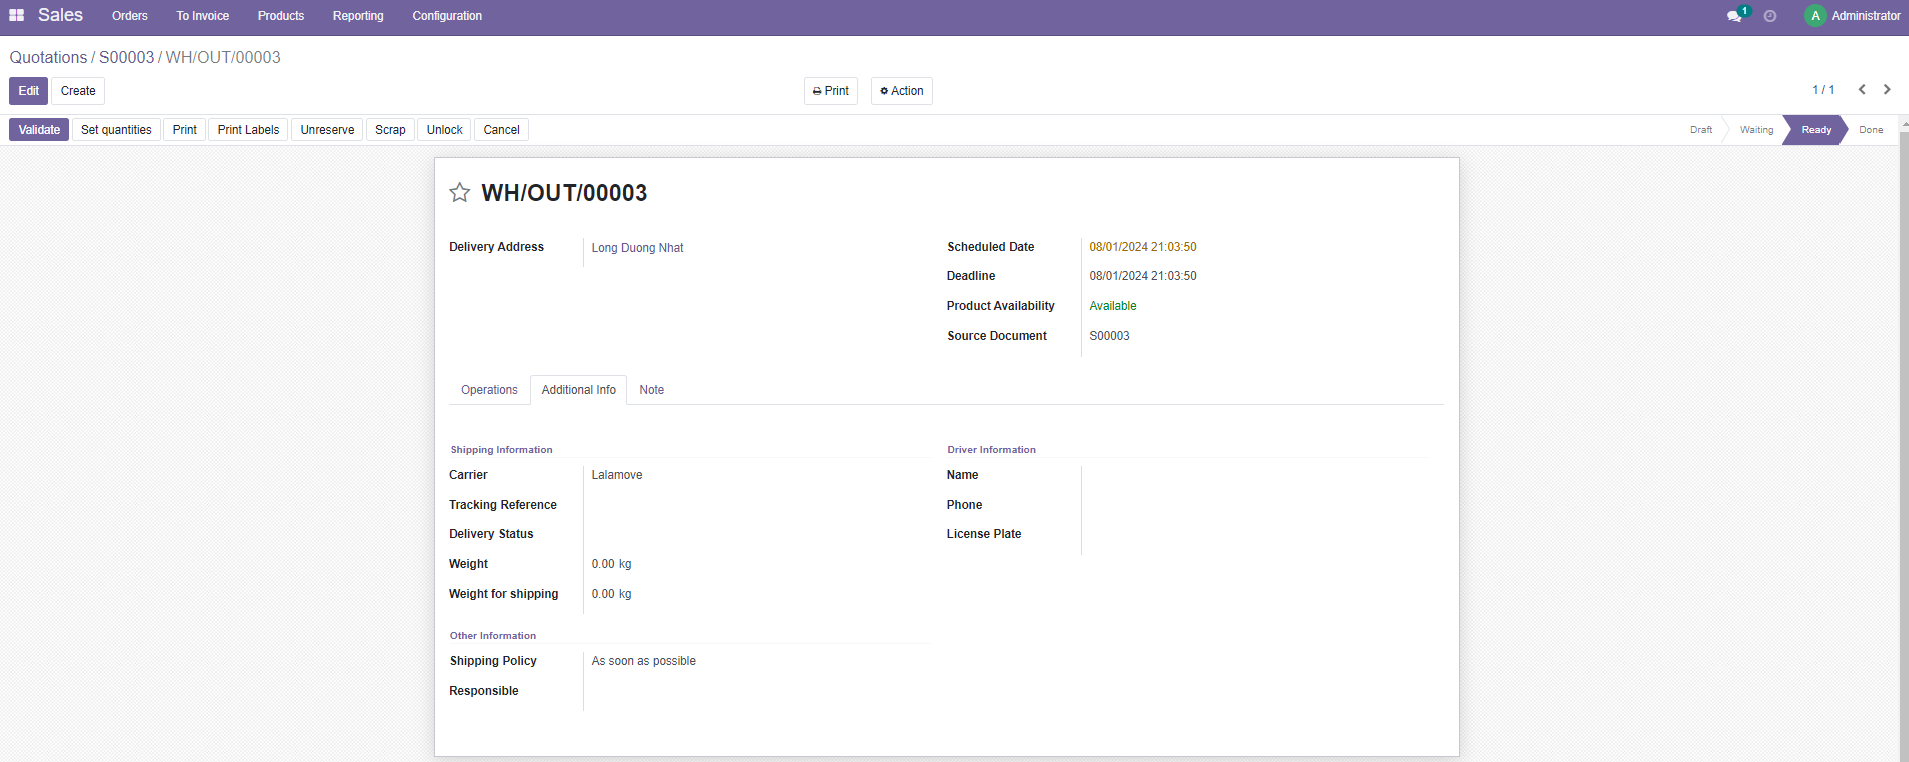 Sales Orders To Invoice Products Reporting Configuration 1 A Administrator
Quotations / S00003 / WH/OUT/00003
Edit Create Print Action 1 / 1
Validate Set quantities Print Print Labels Unreserve Scrap Unlock Cancel Draft Waiting Ready Done
WH/OUT/00003
Delivery Address Long Duong Nhat
Scheduled Date 08/01/2024 21:03:50
Deadline 08/01/2024 21:03:50
Product Availability Available
Source Document S00003
Operations Additional Info Note
Shipping Information
Carrier Lalamove
Tracking Reference
Delivery Status
Weight 0.00 kg
Weight for shipping 0.00 kg
Driver Information
Name
Phone
License Plate
Other Information
Shipping Policy As soon as possible
Responsible